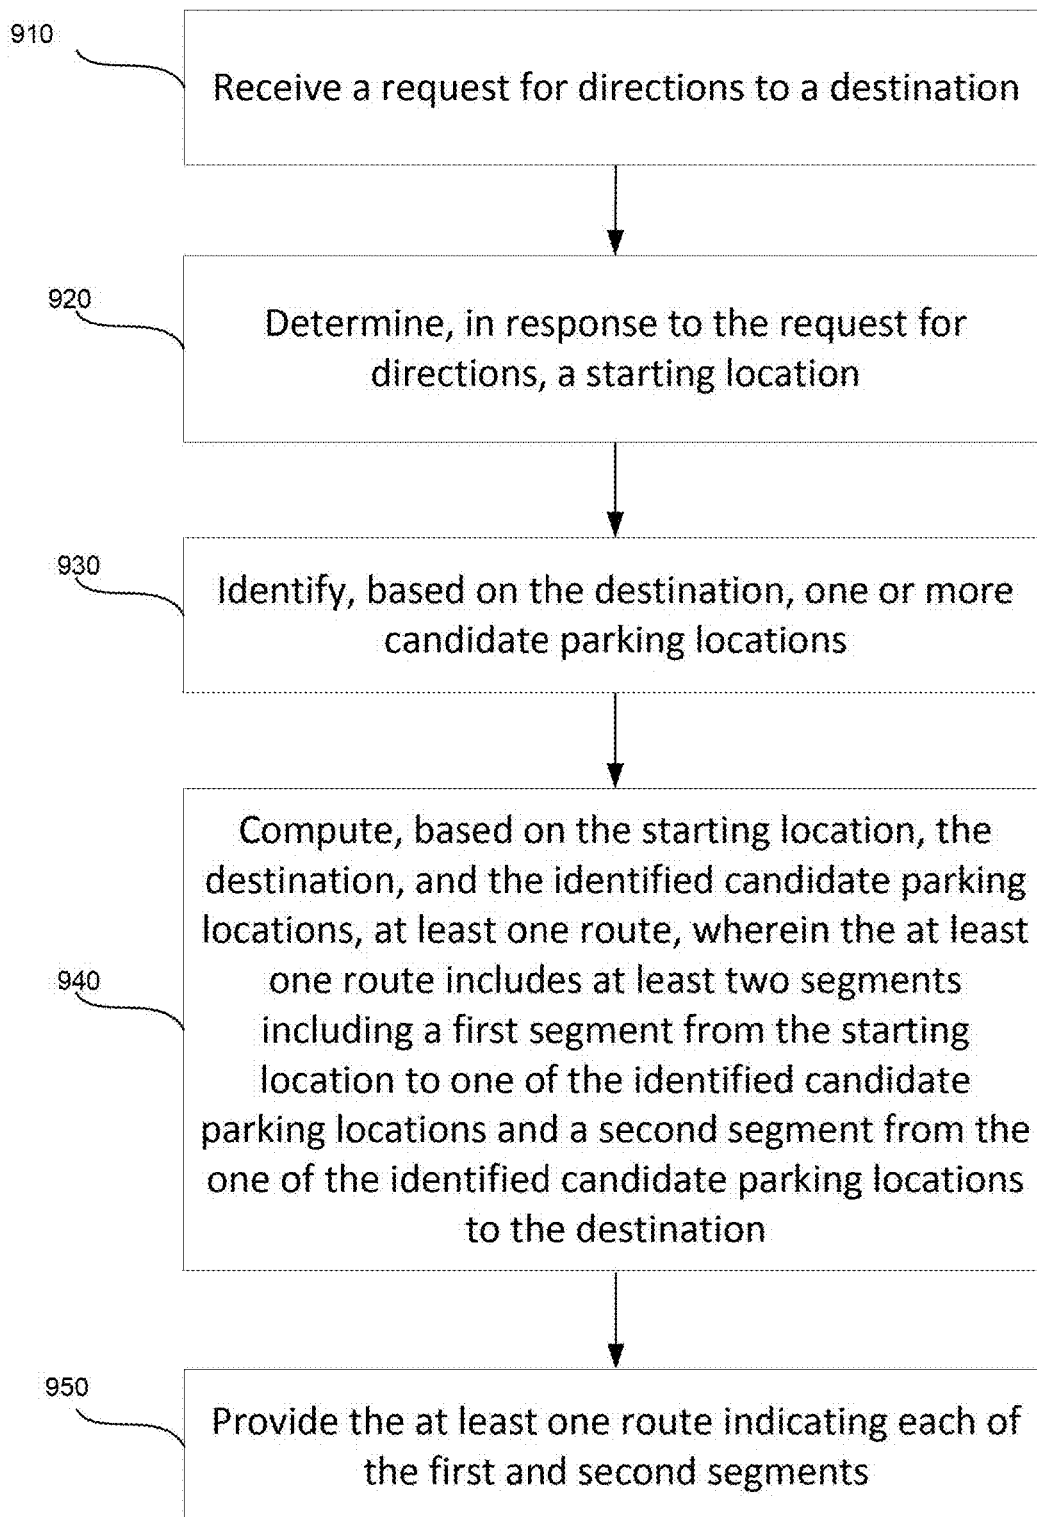 910
Receive a request for directions to a destination
920
Determine, in response to the request for
directions, a starting location
930
Identify, based on the destination, one or more
candidate parking locations
940
Compute, based on the starting location, the
destination, and the identified candidate parking
locations, at least one route, wherein the at least
one route includes at least two segments
including a first segment from the starting
location to one of the identified candidate
parking locations and a second segment from the
one of the identified candidate parking locations
to the destination
950
Provide the at least one route indicating each of
the first and second segments